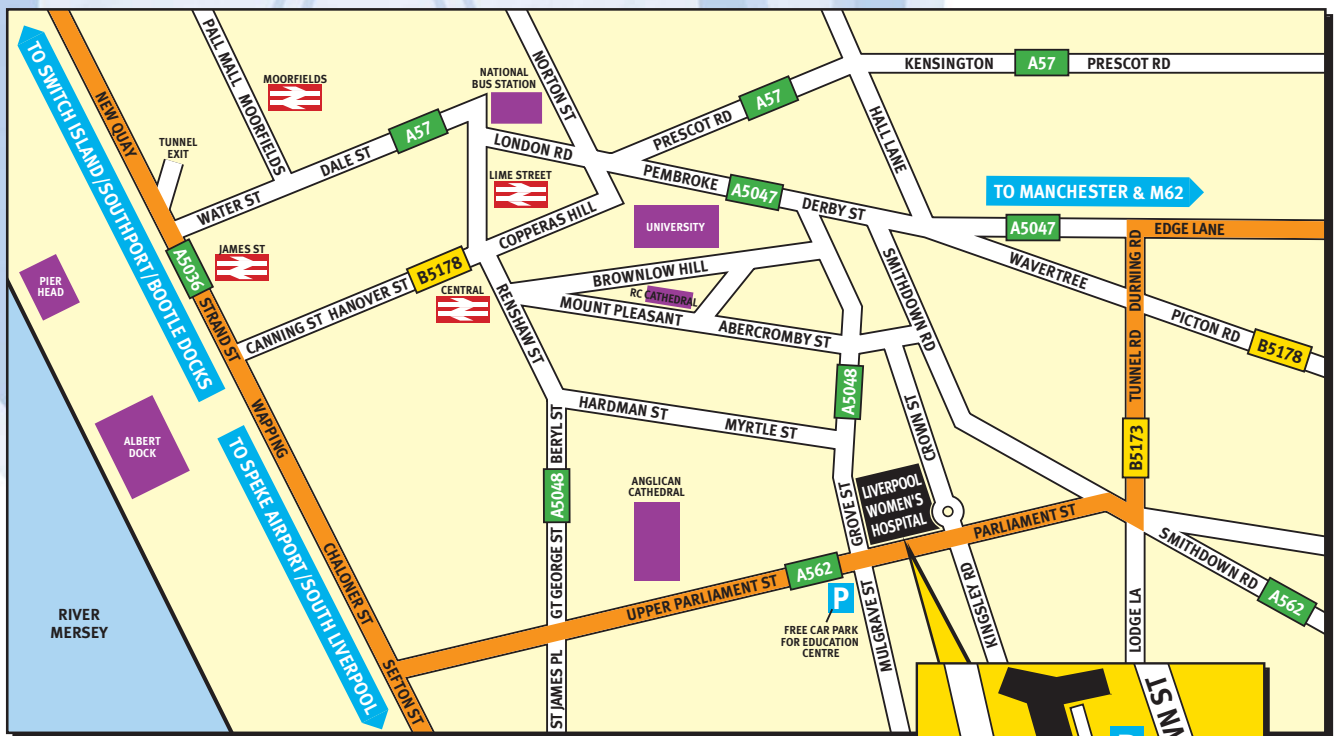 TO SWITCH ISLAND/SOUTHPORT/BOOTLE DOCKS
NEW QUAY
PALL MALL
MOORFIELDS
MOORFIELDS
TUNNEL
EXIT
WATER ST
DALE ST
A57
NATIONAL
BUS STATION
NORTON ST
LONDON RD
PRESCOT RD
A57
KENSINGTON
A57
PRESCOT RD
HALL LANE
LIME STREET
PEMBROKE
A5047
DERBY ST
TO MANCHESTER & M62
A5047
EDGE LANE
UNIVERSITY
COPPERAS HILL
JAMES ST
A5036
PIER
HEAD
STRAND ST
CANNING ST
HANOVER ST
B5178
CENTRAL
BROWNLOW HILL
RC CATHEDRAL
MOUNT PLEASANT
ABERCROMBY ST
RENSHAW ST
SMITHDOWN RD
WAVERTREE
PICTON RD
B5178
DURNING RD
TUNNEL RD
B5173
A5048
CROWN ST
HARDMAN ST
MYRTLE ST
BERYL ST
A5048
GT GEORGE ST
ST JAMES PL
WAPPING
ALBERT
DOCK
TO SPEKE AIRPORT/SOUTH LIVERPOOL
CHALONER ST
SEFTON ST
RIVER
MERSEY
ANGLICAN
CATHEDRAL
GROVE ST
LIVERPOOL
WOMEN'S
HOSPITAL
PARLIAMENT ST
UPPER PARLIAMENT ST
A562
P
FREE CAR PARK
FOR EDUCATION
CENTRE
MULGRAVE ST
KINGSLEY RD
LODGE LA
SMITHDOWN RD
A562
WN ST
P